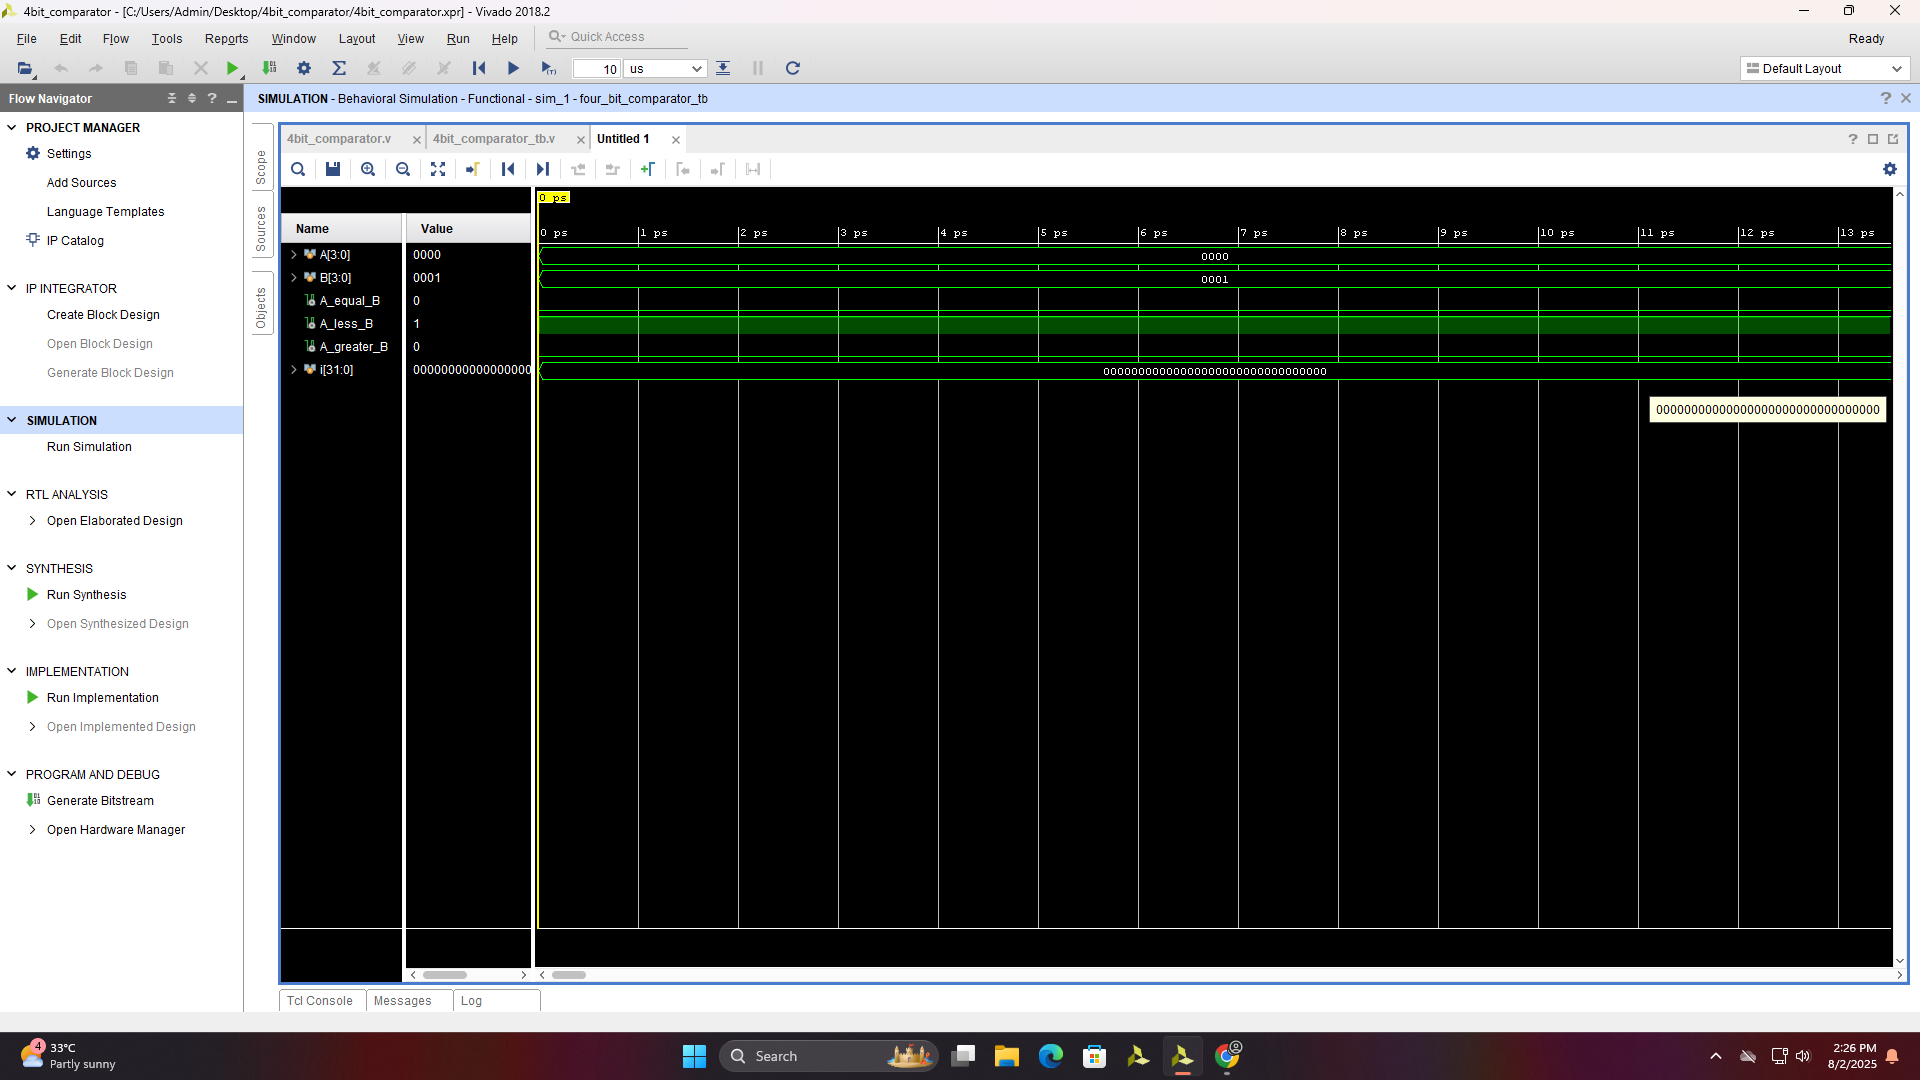 4bit_comparator - [C:/Users/Admin/Desktop/4bit_comparator/4bit_comparator.xpr] - Vivado 2018.2
File Edit Flow Tools Reports Window Layout View Run Help Quick Access Ready
10 us Default Layout
Flow Navigator
SIMULATION - Behavioral Simulation - Functional - sim_1 - four_bit_comparator_tb
PROJECT MANAGER
Settings
Add Sources
Language Templates
IP Catalog
IP INTEGRATOR
Create Block Design
Open Block Design
Generate Block Design
SIMULATION
Run Simulation
RTL ANALYSIS
Open Elaborated Design
SYNTHESIS
Run Synthesis
Open Synthesized Design
IMPLEMENTATION
Run Implementation
Open Implemented Design
PROGRAM AND DEBUG
Generate Bitstream
Open Hardware Manager
Scope
Sources
Objects
4bit_comparator.v 4bit_comparator_tb.v Untitled 1
0 ps
Name Value 0 ps 1 ps 2 ps 3 ps 4 ps 5 ps 6 ps 7 ps 8 ps 9 ps 10 ps 11 ps 12 ps 13 ps
A[3:0] 0000 0000
B[3:0] 0001 0001
A_equal_B 0
A_less_B 1
A_greater_B 0
i[31:0] 00000000000000000 00000000000000000000000000000000
00000000000000000000000000000000
Tcl Console Messages Log
4
33°C
Partly sunny
Search
2:26 PM
8/2/2025